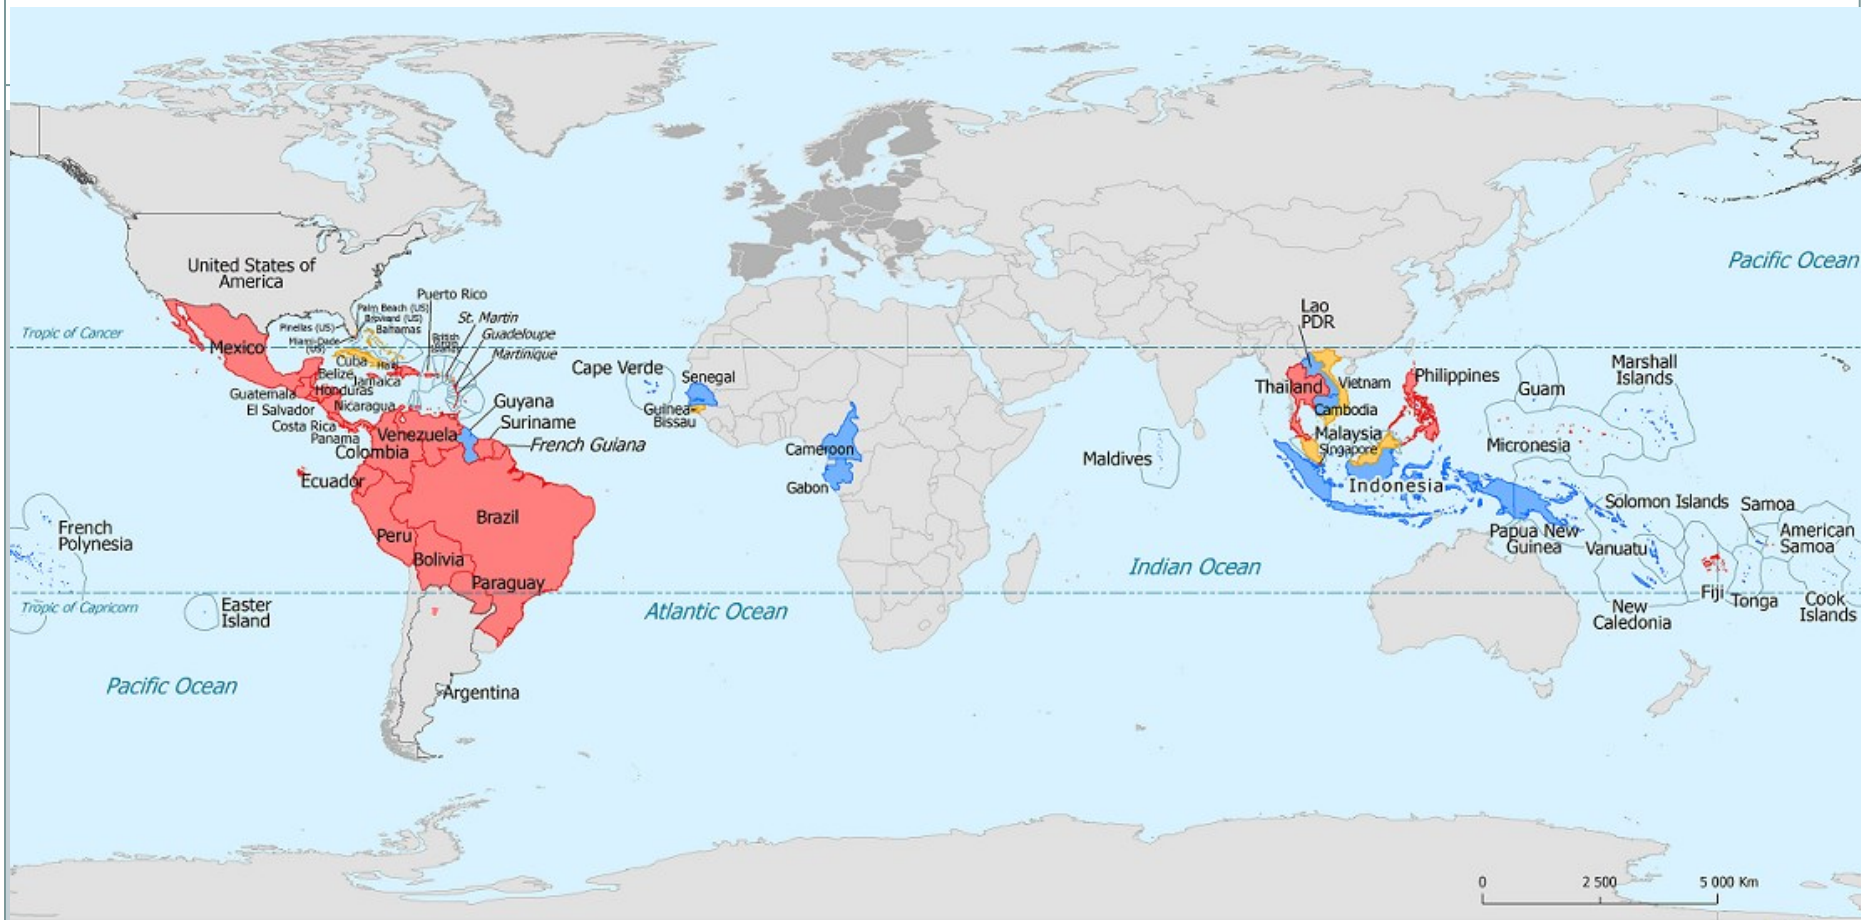 Pacific Ocean
United States of
America
Puerto Rico
Palm Beach (US)
Broward (US)
Pinellas (US)
Bahamas
St. Martin
Guadeloupe
Martinique
Miami-Dade
(US)
Tropic of Cancer
Mexico
Cuba
Haiti
Belize
Jamaica
Honduras
Guatemala
El Salvador
Nicaragua
Costa Rica
Panama
Venezuela
Colombia
Guyana
Suriname
French Guiana
Ecuador
Brazil
Peru
Bolivia
Paraguay
Argentina
Cape Verde
Senegal
Guinea-
Bissau
Cameroon
Gabon
Maldives
Lao
PDR
Thailand
Vietnam
Cambodia
Philippines
Malaysia
Singapore
Indonesia
Guam
Marshall
Islands
Micronesia
Solomon Islands
Samoa
American
Samoa
Papua New
Guinea
Vanuatu
New
Caledonia
Fiji
Tonga
Cook
Islands
French
Polynesia
Tropic of Capricorn
Easter
Island
Pacific Ocean
Atlantic Ocean
Indian Ocean
0
2 500
5 000 Km